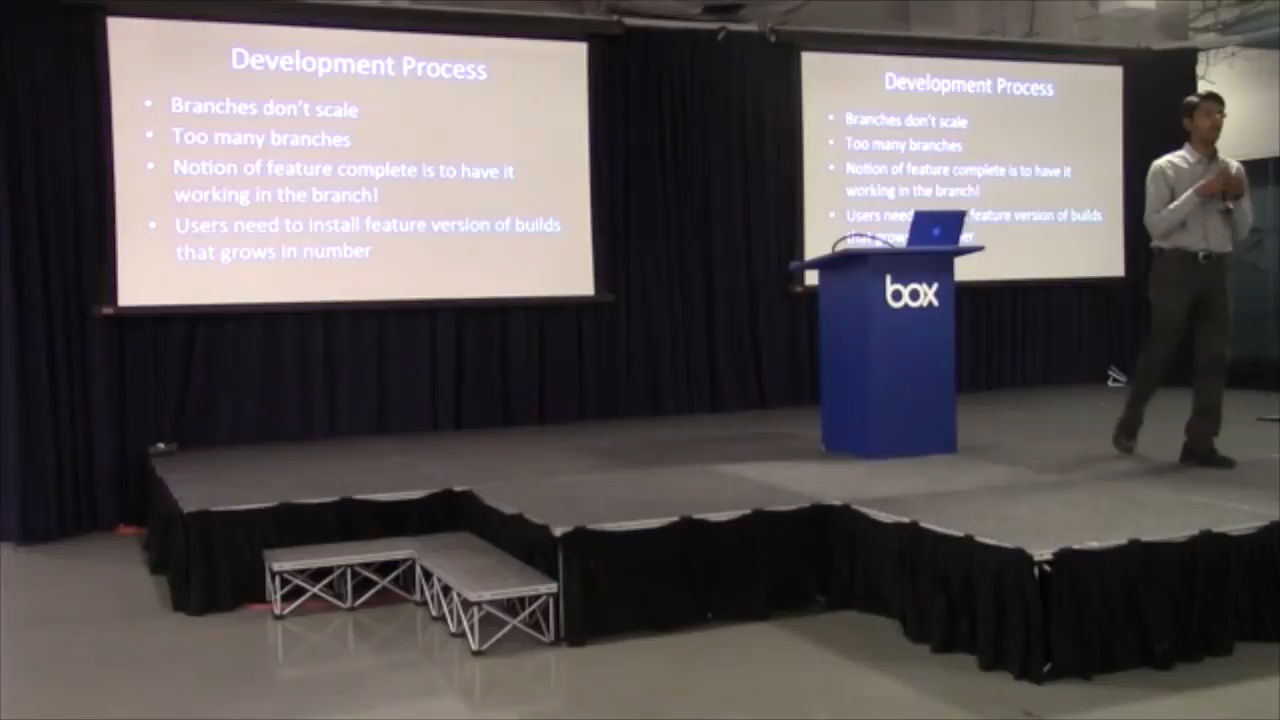 Development Process
• Branches don't scale
• Too many branches
• Notion of feature complete is to have it
working in the branch!
• Users need to install feature version of builds
that grows in number
Development Process
• Branches don't scale
• Too many branches
• Notion of feature complete is to have it
working in the branch!
• Users need feature version of builds
that grows
box